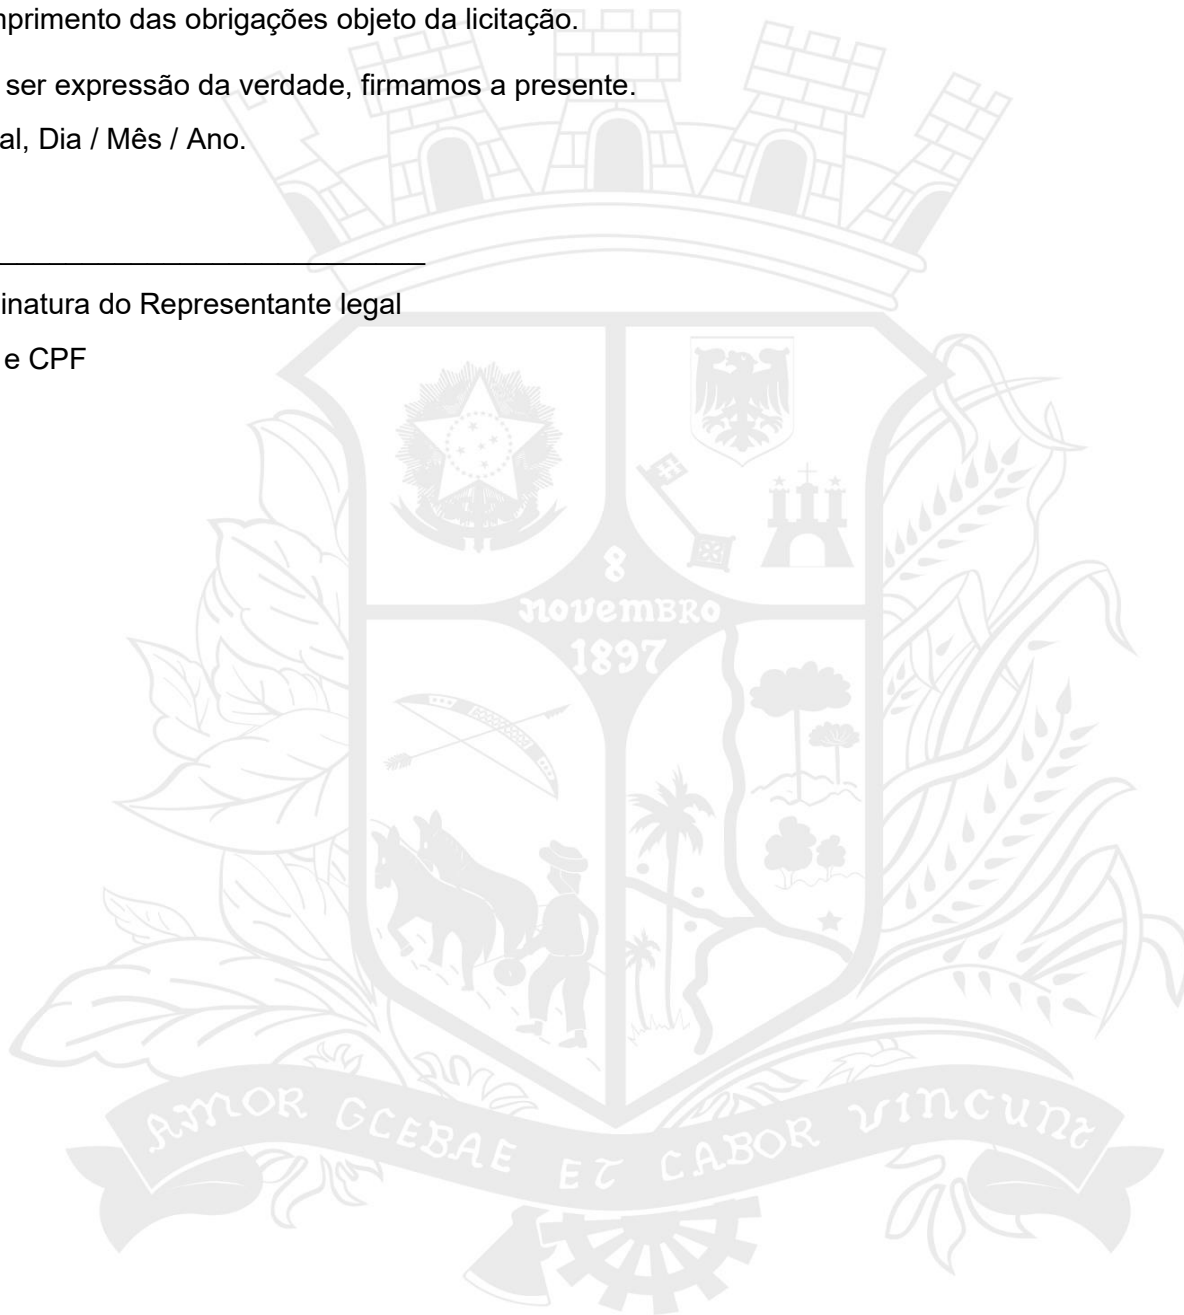 nprimento das obrigações objeto da licitação.
ser expressão da verdade, firmamos a presente.
al, Dia / Mês / Ano.
inatura do Representante legal
e CPF
8
NOVEMBRO
1897
AMOR GLEBAE ET LABOR VINCUNT